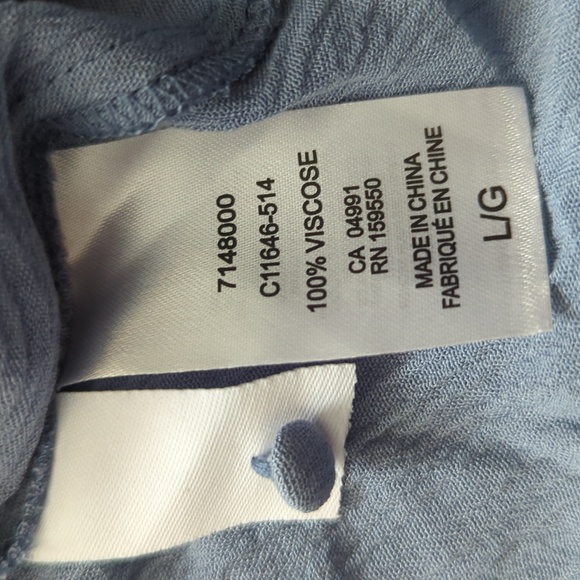 7148000
C11646-514
100% VISCOSE
CA 04991
RN 159550
MADE IN CHINA
FABRIQUÉ EN CHINE
L/G